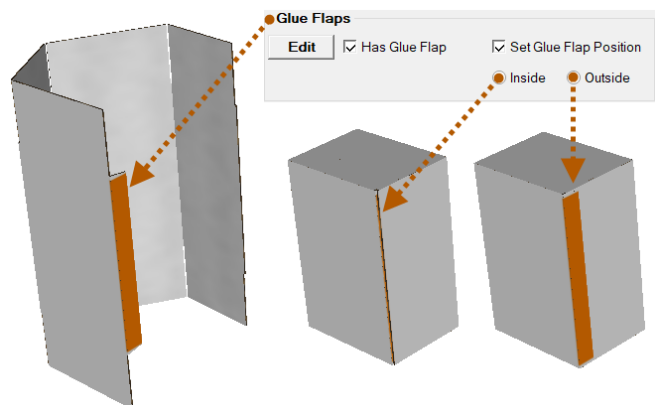 Glue Flaps
Edit Has Glue Flap Set Glue Flap Position
Inside Outside